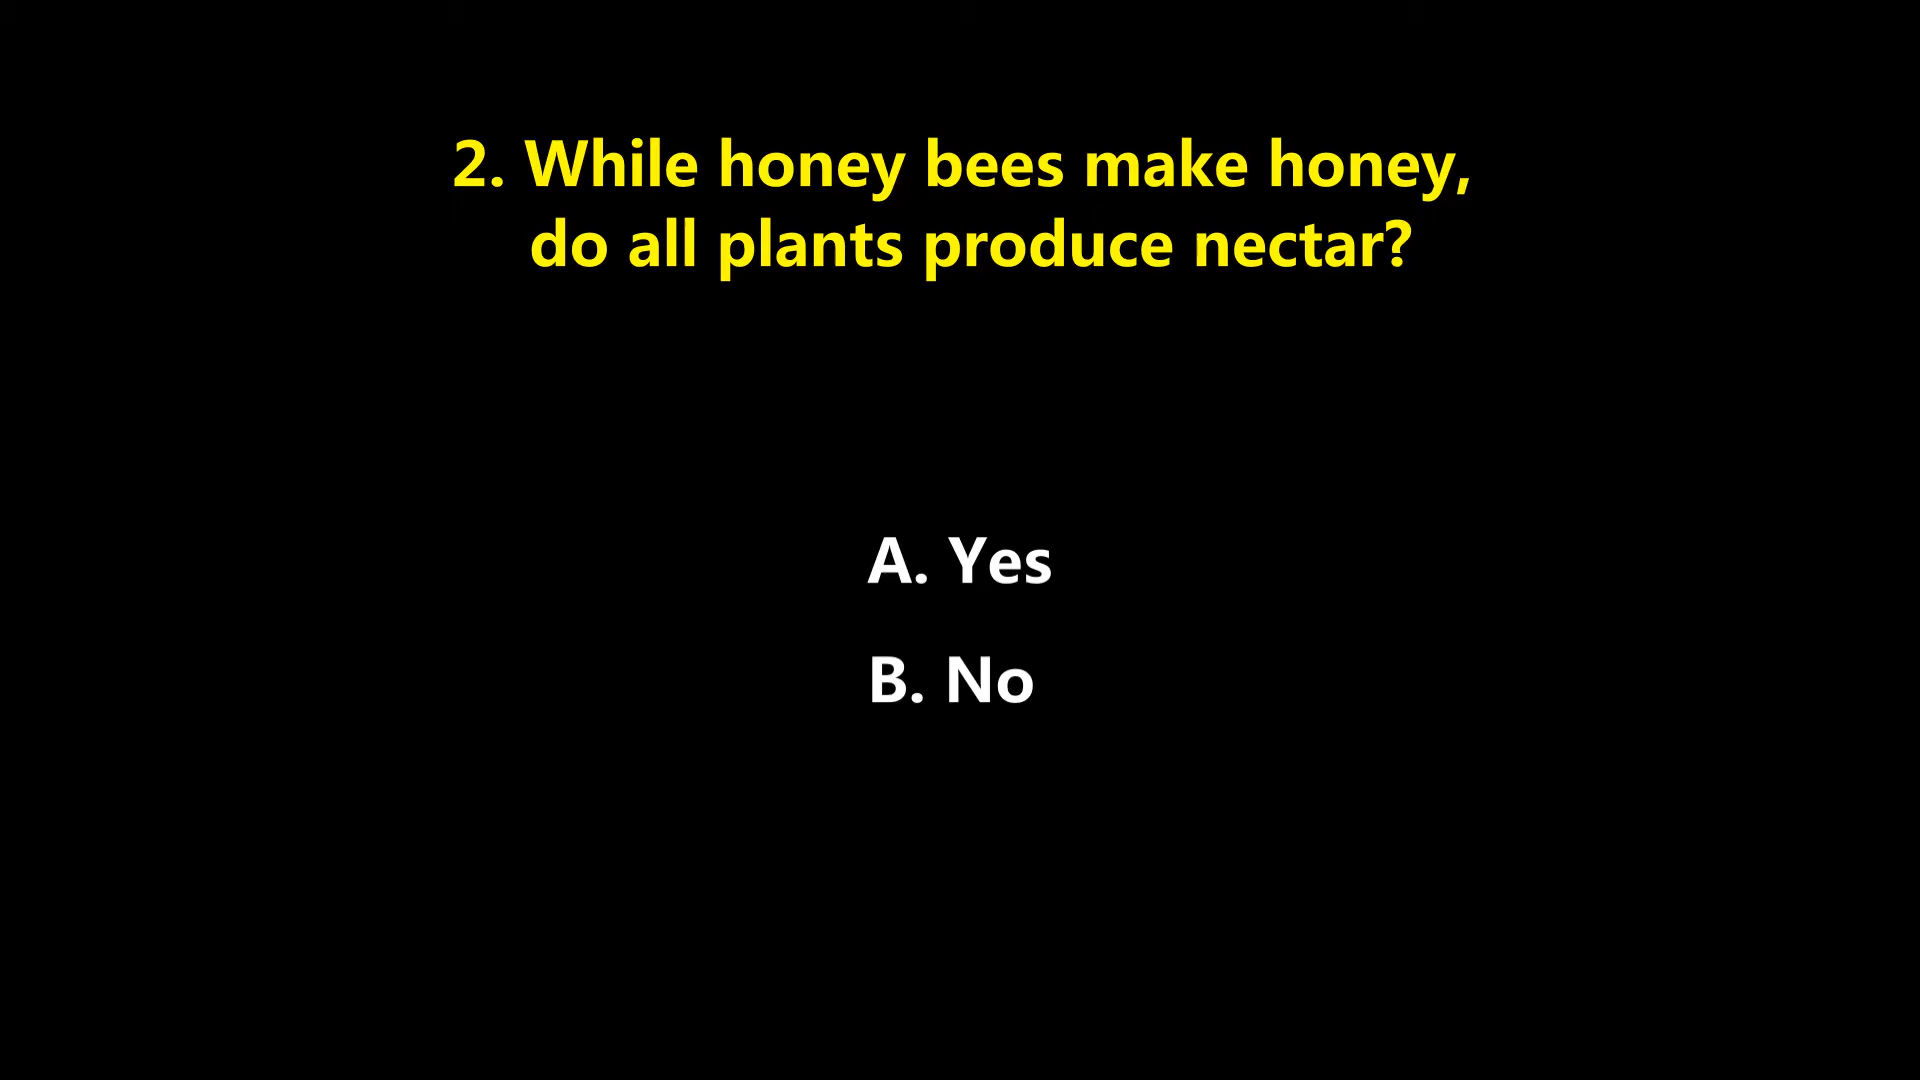 2. While honey bees make honey,
do all plants produce nectar?
A. Yes
B. No